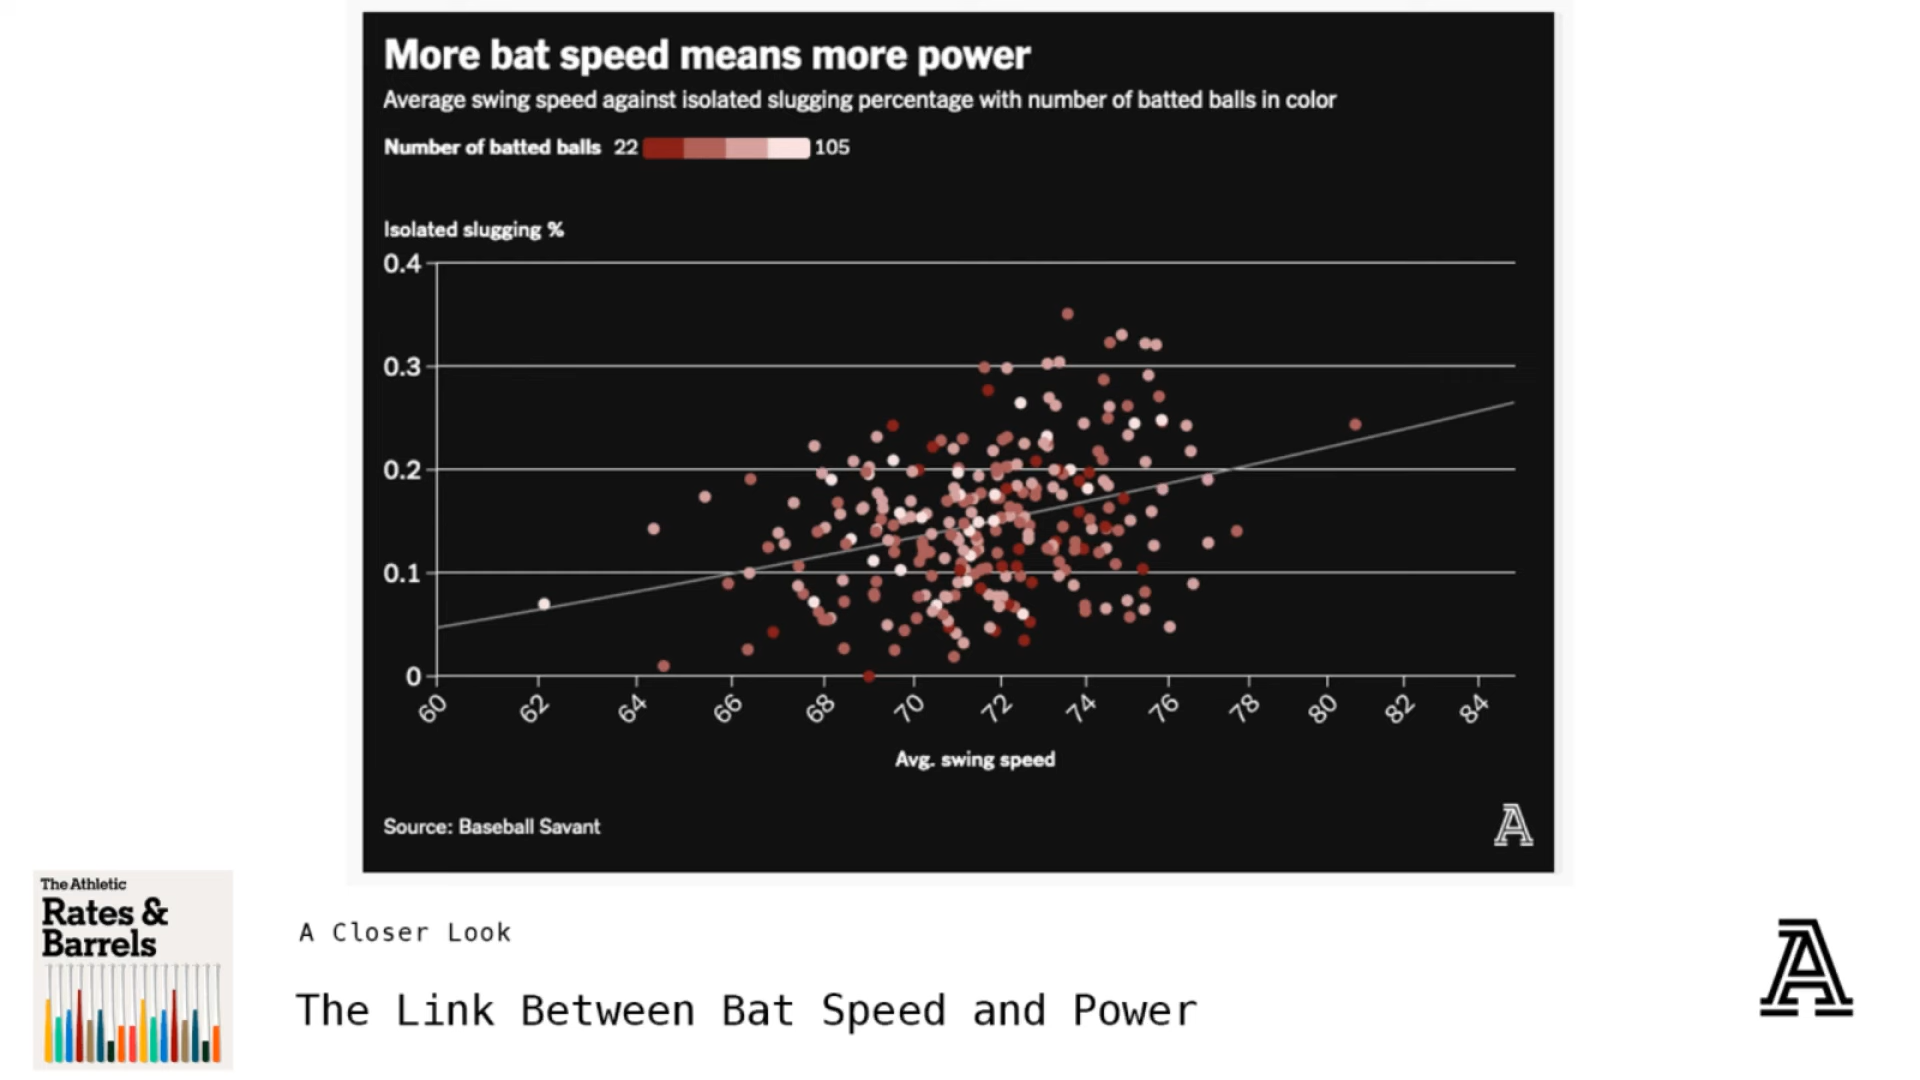 More bat speed means more power
Average swing speed against isolated slugging percentage with number of batted balls in color
Number of batted balls 22 105
Isolated slugging %
0.4
0.3
0.2
0.1
0
60 62 64 66 68 70 72 74 76 78 80 82 84
Avg. swing speed
Source: Baseball Savant
A
The Athletic
Rates &
Barrels
A Closer Look
The Link Between Bat Speed and Power
A